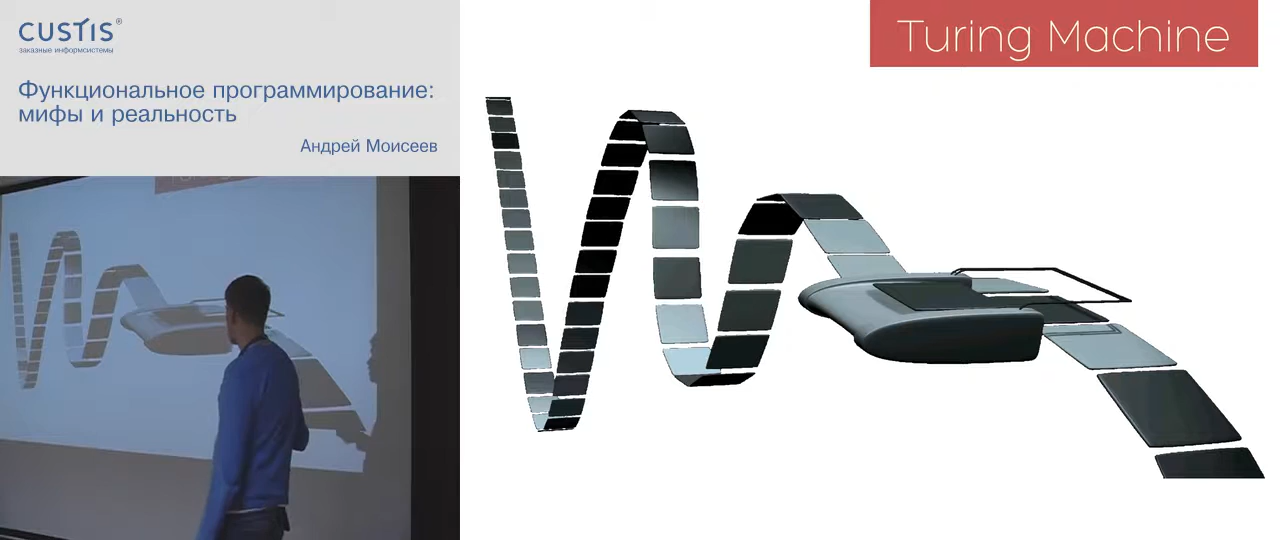 CUSTIS®
заказные информсистемы
Функциональное программирование:
мифы и реальность
Андрей Моисеев
Turing Machine